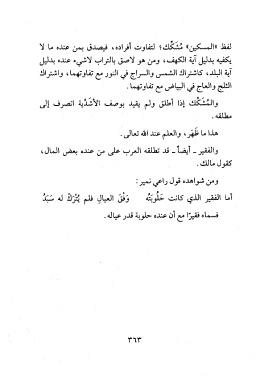 لفظ «المسكين» مُشَكِّك؛ لتفاوت أفراده، فيصدق بمن عنده ما لا
يكفيه بدليل آية الكهف، ومن هو لاصق بالتراب لاشيء عنده بدليل
آية البلد، كاشتراك الشمس والسراج في النور مع تفاوتهما، واشتراك
الثلج والعاج في البياض مع تفاوتهما.
والمُشَكِّك إذا أطلق ولم يقيد بوصف الأشَدِّية انصرف إلى
مطلقه.
هذا ما ظَهَر، والعلم عند الله تعالى.
والفقير – أيضاً – قد تطلقه العرب على من عنده بعض المال،
كقول مالك.
ومن شواهده قول راعي نمير:
أما الفقير الذي كانت حَلُوبَتُه وَفْقَ العيال فلم يُتْرَكْ له سَبَدُ
فسماه فقيرًا مع أن عنده حلوبة قدر عياله.
٣٦٣